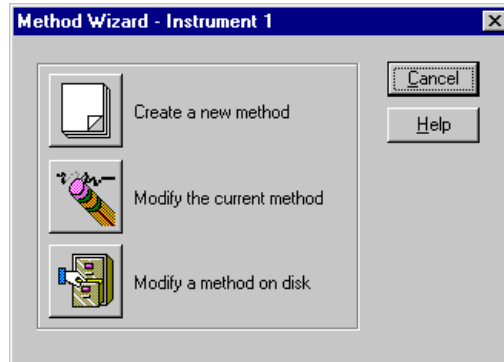 Method Wizard - Instrument 1
Create a new method
Modify the current method
Modify a method on disk
Cancel
Help